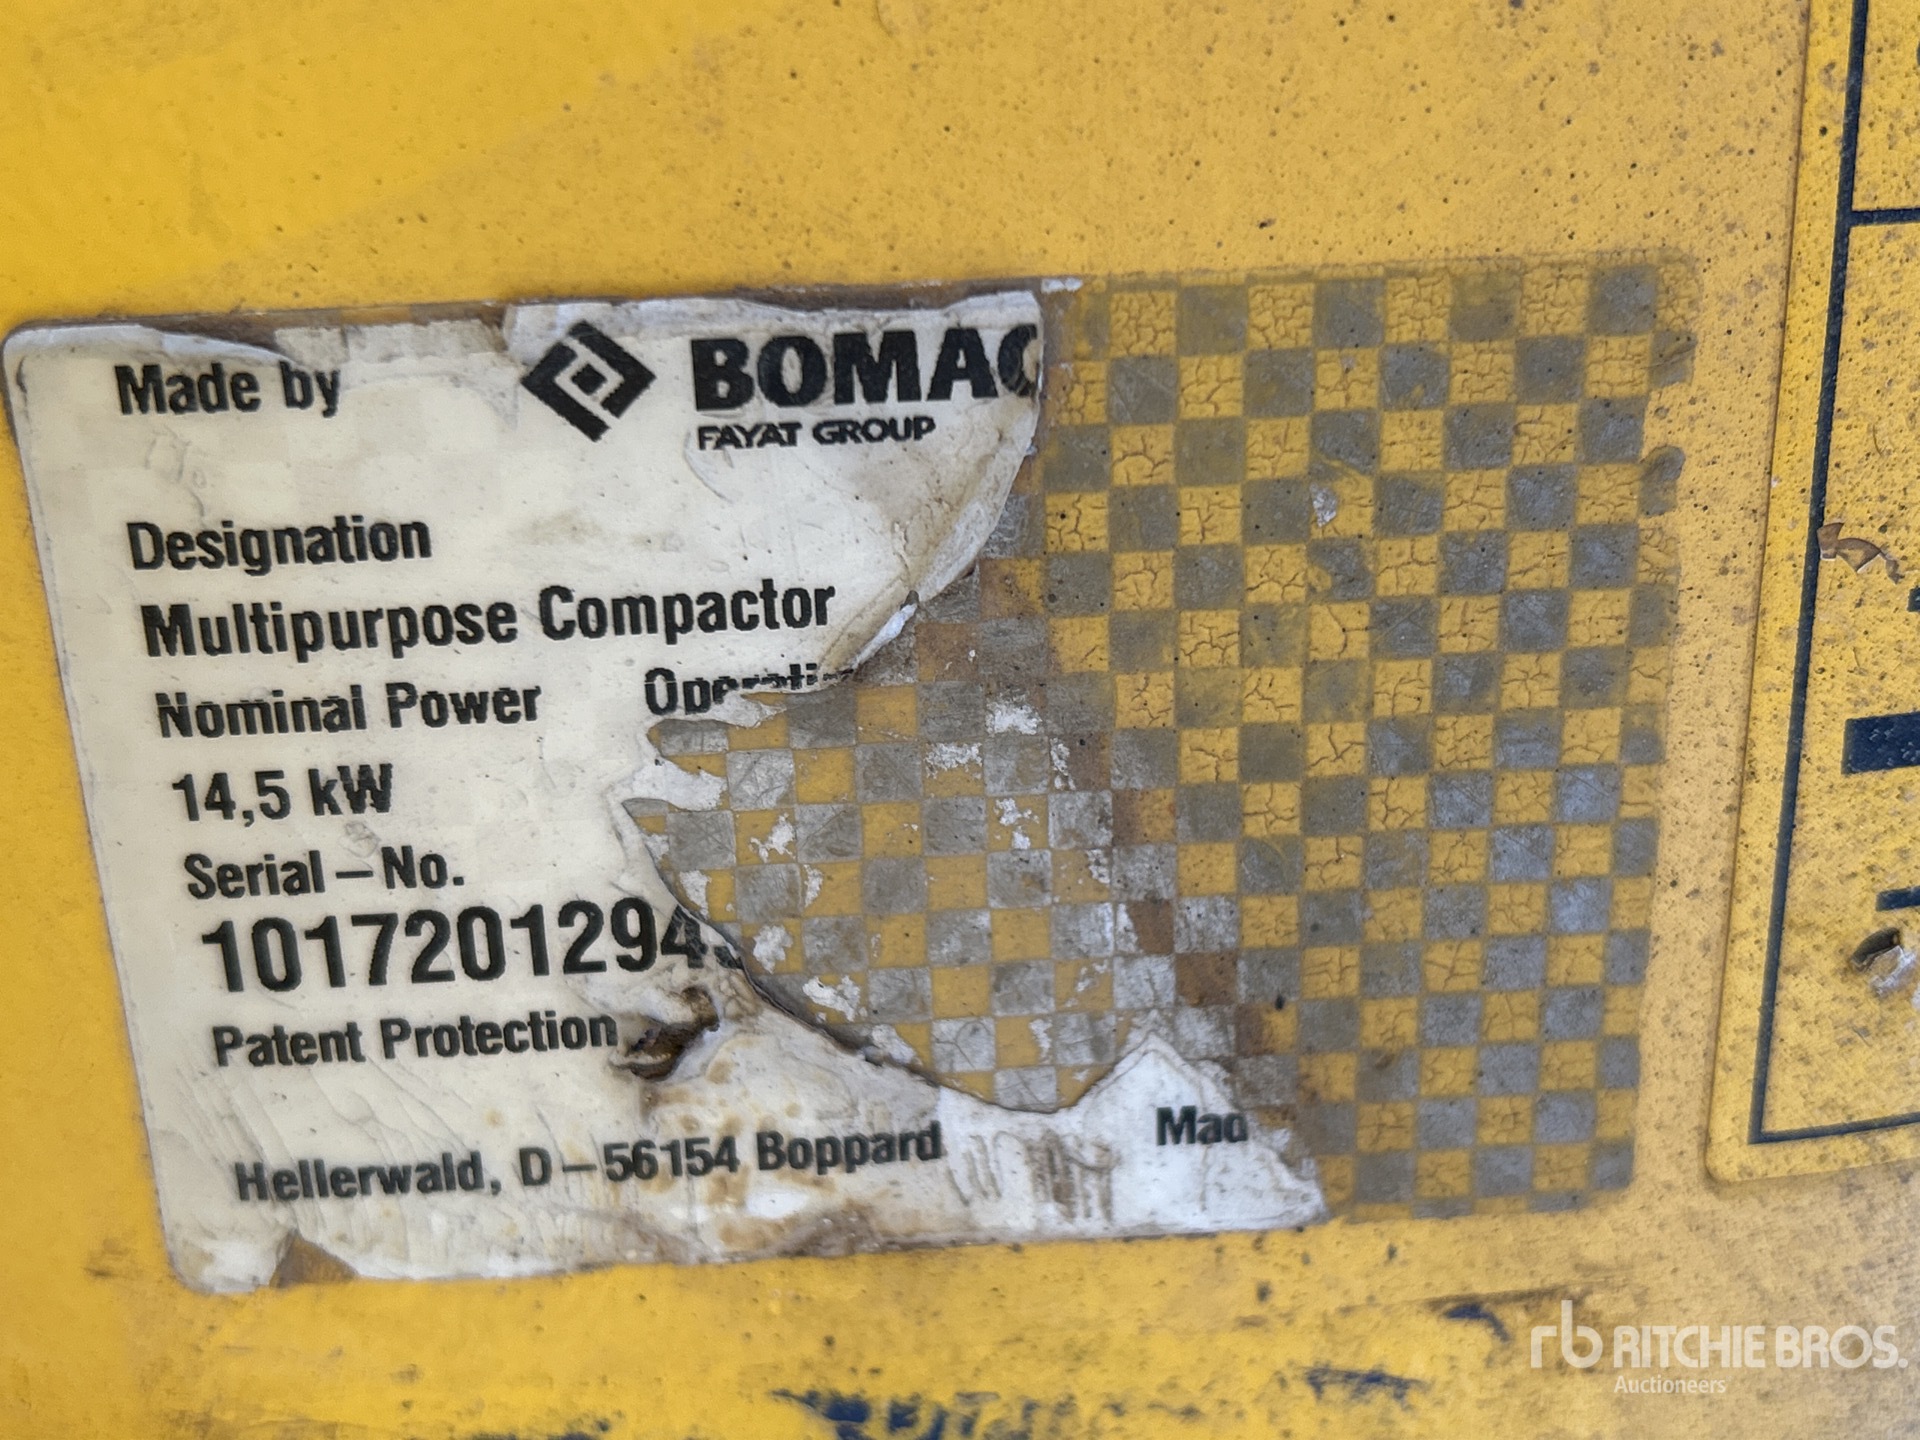 Made by
BOMAG
FAYAT GROUP
Designation
Multipurpose Compactor
Nominal Power
14,5 kW
Serial – No.
1017201294
Patent Protection
Hellerwald, D – 56154 Boppard
rb RITCHIE BROS.
Auctioneers